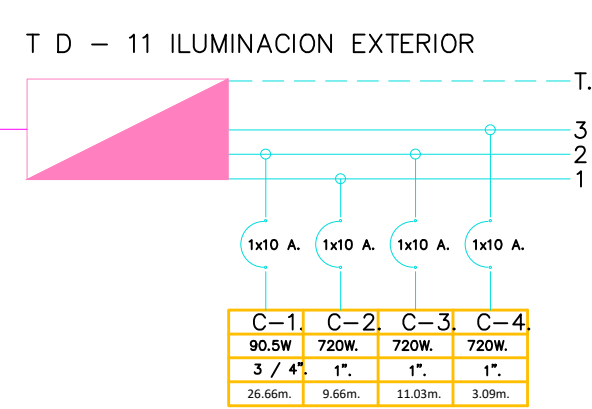 T D - 11 ILUMINACION EXTERIOR
T.
3
2
1
1x10 A. 1x10 A. 1x10 A. 1x10 A.
C-1. C-2. C-3. C-4.
90.5W 720W. 720W. 720W.
3 / 4". 1". 1". 1".
26.66m. 9.66m. 11.03m. 3.09m.